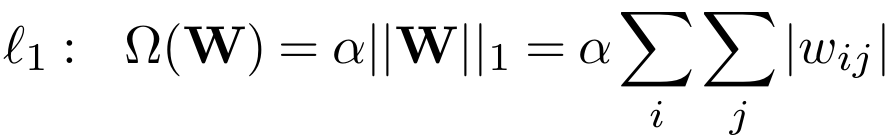 ℓ₁ : Ω(𝐖) = α||𝐖||₁ = α ∑ᵢ ∑ⱼ |wᵢⱼ|